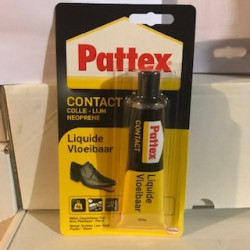 Pattex
CONTACT
COLLE - LIJM
NEOPRENE
Liquide
Vloeibaar
Pattex
CONTACT
Liquide
Vloeibaar